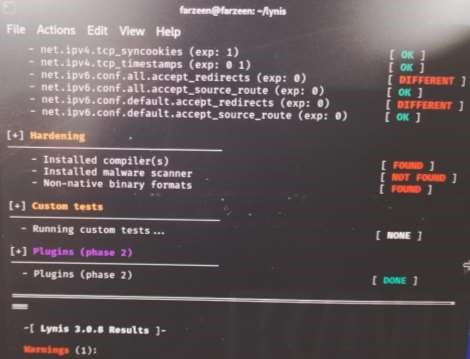 farzeen@farzeen: ~/lynis
File Actions Edit View Help
- net.ipv4.tcp_syncookies (exp: 1) [ OK ]
- net.ipv4.tcp_timestamps (exp: 0 1) [ OK ]
- net.ipv6.conf.all.accept_redirects (exp: 0) [ DIFFERENT ]
- net.ipv6.conf.all.accept_source_route (exp: 0) [ OK ]
- net.ipv6.conf.default.accept_redirects (exp: 0) [ DIFFERENT ]
- net.ipv6.conf.default.accept_source_route (exp: 0) [ OK ]
[+] Hardening
- Installed compiler(s) [ FOUND ]
- Installed malware scanner [ NOT FOUND ]
- Non-native binary formats [ FOUND ]
[+] Custom tests
- Running custom tests... [ NONE ]
[+] Plugins (phase 2)
- Plugins (phase 2) [ DONE ]
-[ Lynis 3.0.8 Results ]-
Warnings (1):